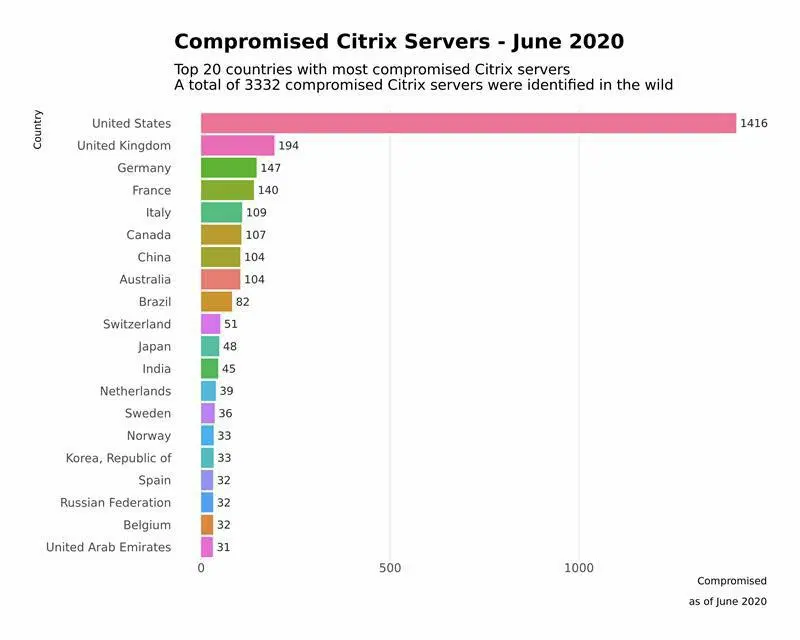 Compromised Citrix Servers - June 2020
Top 20 countries with most compromised Citrix servers
A total of 3332 compromised Citrix servers were identified in the wild
Country
United States 1416
United Kingdom 194
Germany 147
France 140
Italy 109
Canada 107
China 104
Australia 104
Brazil 82
Switzerland 51
Japan 48
India 45
Netherlands 39
Sweden 36
Norway 33
Korea, Republic of 33
Spain 32
Russian Federation 32
Belgium 32
United Arab Emirates 31
0 500 1000
Compromised
as of June 2020